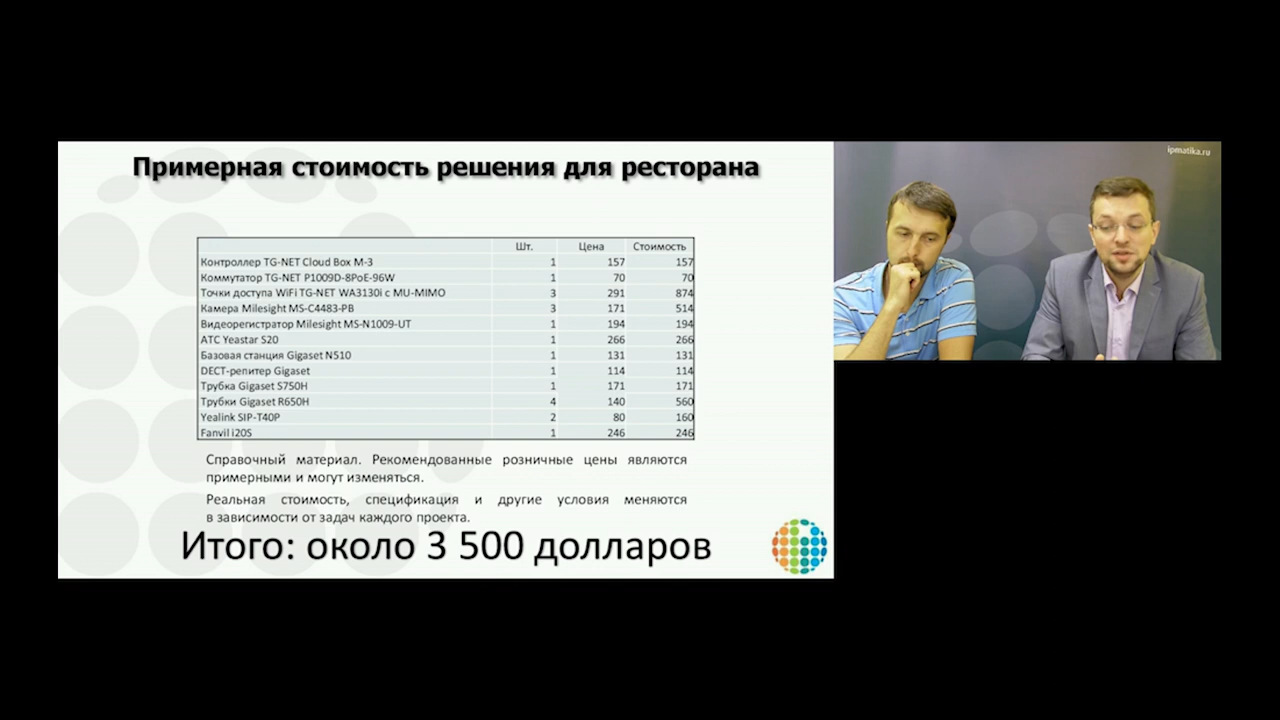 Примерная стоимость решения для ресторана
Шт. Цена Стоимость
Контроллер TG-NET Cloud Box M-3 1 157 157
Коммутатор TG-NET P1009D-8PoE-96W 1 70 70
Точки доступа WiFi TG-NET WA3130i с MU-MIMO 3 291 874
Камера Milesight MS-C4483-PB 3 171 514
Видеорегистратор Milesight MS-N1009-UT 1 194 194
АТС Yeastar S20 1 266 266
Базовая станция Gigaset N510 1 131 131
DECT-репитер Gigaset 1 114 114
Трубка Gigaset S750H 1 171 171
Трубки Gigaset R650H 4 140 560
Yealink SIP-T40P 2 80 160
Fanvil i20S 1 246 246
Справочный материал. Рекомендованные розничные цены являются
примерными и могут изменяться.
Реальная стоимость, спецификация и другие условия меняются
в зависимости от задач каждого проекта.
Итого: около 3 500 долларов
ipmatika.ru